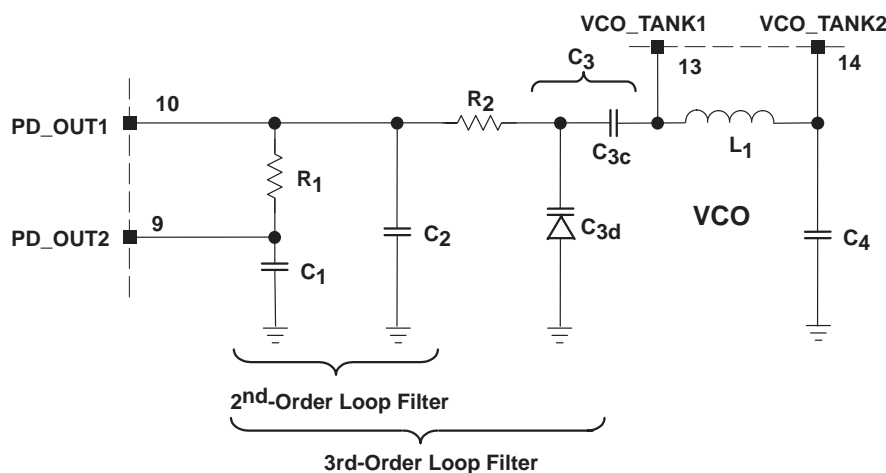 VCO_TANK1 VCO_TANK2
C3 13 14
10 R2
PD_OUT1
C3c L1
R1
9 VCO
PD_OUT2 C2 C3d C4
C1
2nd-Order Loop Filter
3rd-Order Loop Filter